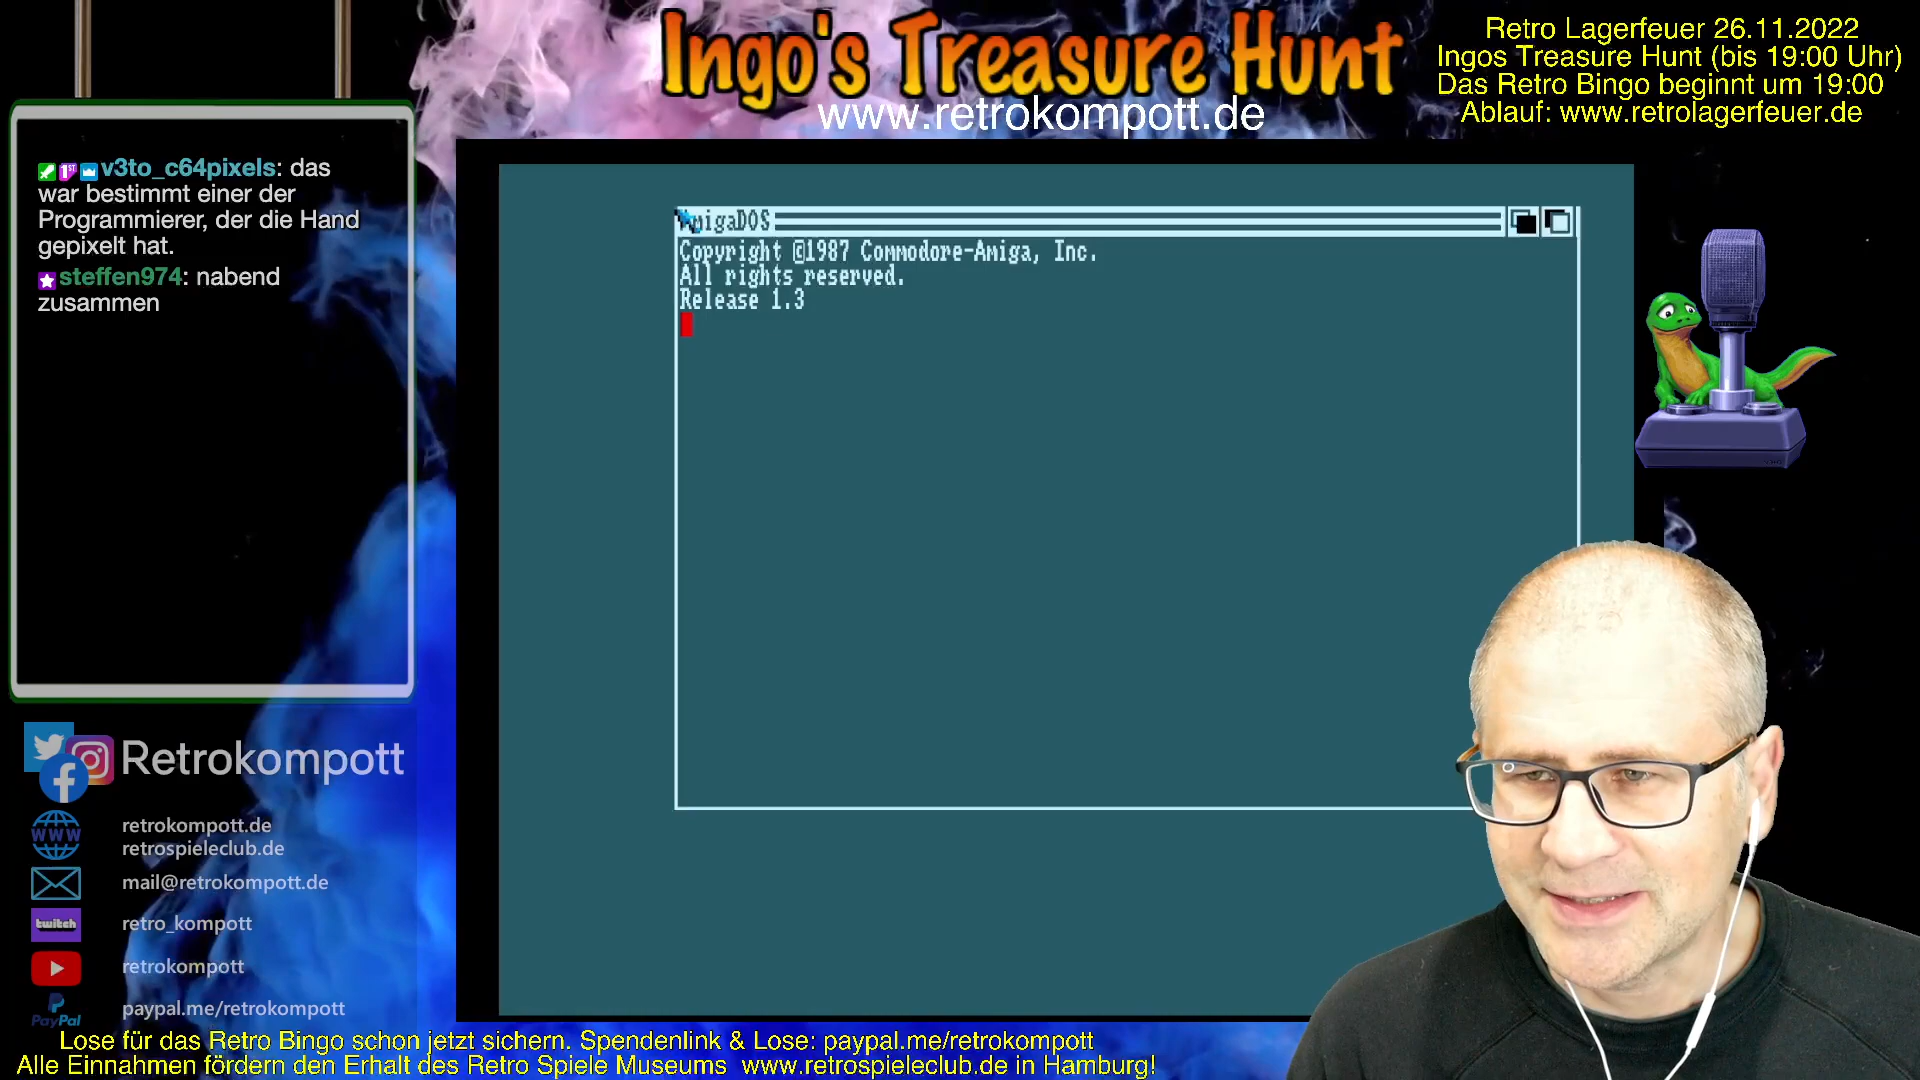 Ingo's Treasure Hunt
www.retrokompott.de
Retro Lagerfeuer 26.11.2022
Ingos Treasure Hunt (bis 19:00 Uhr)
Das Retro Bingo beginnt um 19:00
Ablauf: www.retrolagerfeuer.de
v3to_c64pixels: das
war bestimmt einer der
Programmierer, der die Hand
gepixelt hat.
steffen974: nabend
zusammen
AmigaDOS
Copyright ©1987 Commodore-Amiga, Inc.
All rights reserved.
Release 1.3
Retrokompott
www
retrokompott.de
retrospieleclub.de
mail@retrokompott.de
twitch
retro_kompott
retrokompott
PayPal
paypal.me/retrokompott
Lose für das Retro Bingo schon jetzt sichern. Spendenlink & Lose: paypal.me/retrokompott
Alle Einnahmen fördern den Erhalt des Retro Spiele Museums www.retrospieleclub.de in Hamburg!